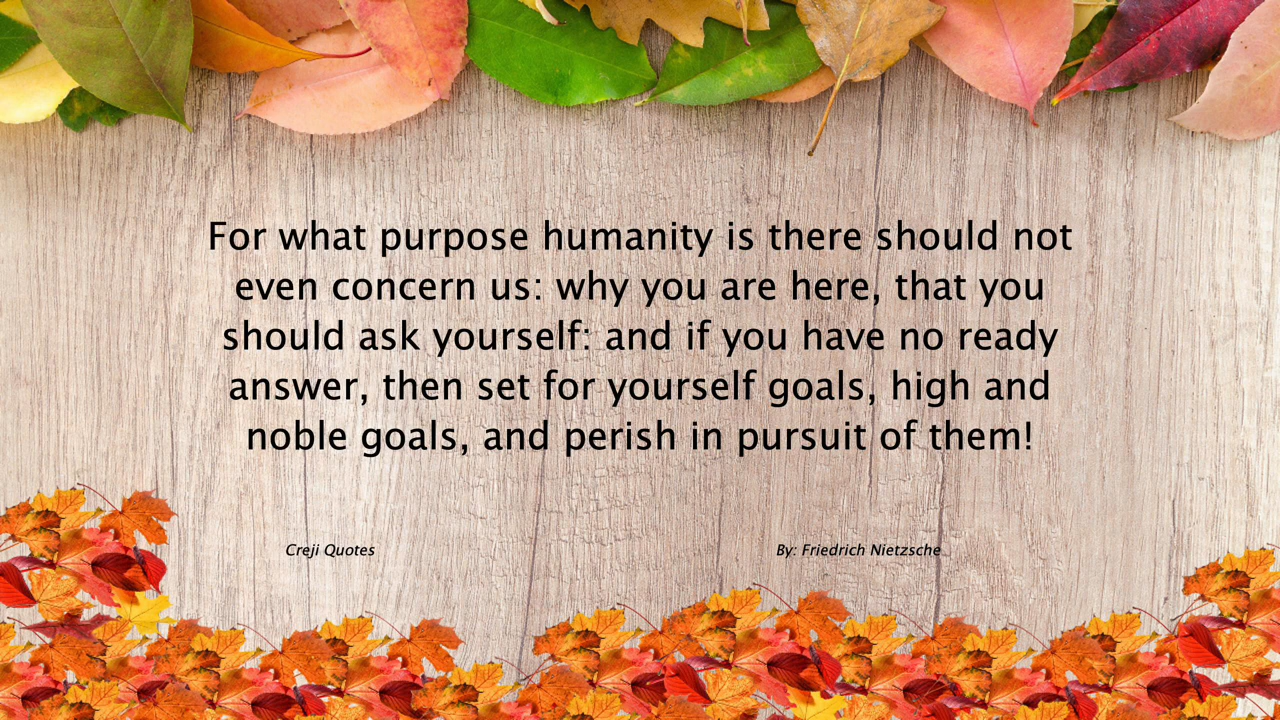 For what purpose humanity is there should not
even concern us: why you are here, that you
should ask yourself: and if you have no ready
answer, then set for yourself goals, high and
noble goals, and perish in pursuit of them!
Creji Quotes
By: Friedrich Nietzsche